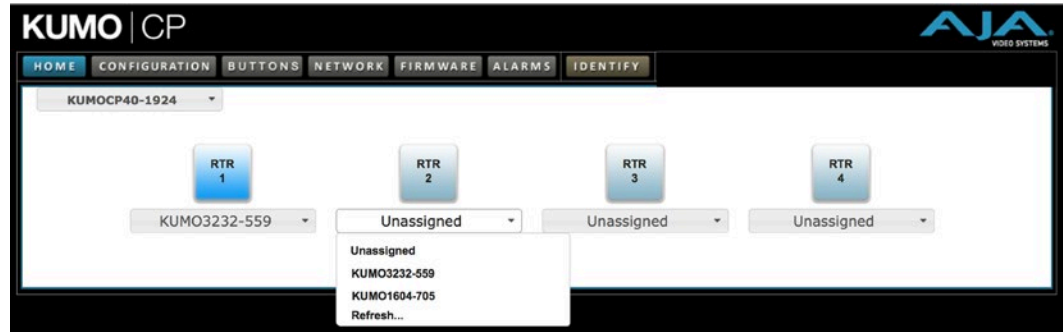 KUMO | CP
AJA
VIDEO SYSTEMS
HOME CONFIGURATION BUTTONS NETWORK FIRMWARE ALARMS IDENTIFY
KUMOCP40-1924
RTR RTR RTR RTR
1 2 3 4
KUMO3232-559 Unassigned Unassigned Unassigned
Unassigned
KUMO3232-559
KUMO1604-705
Refresh...